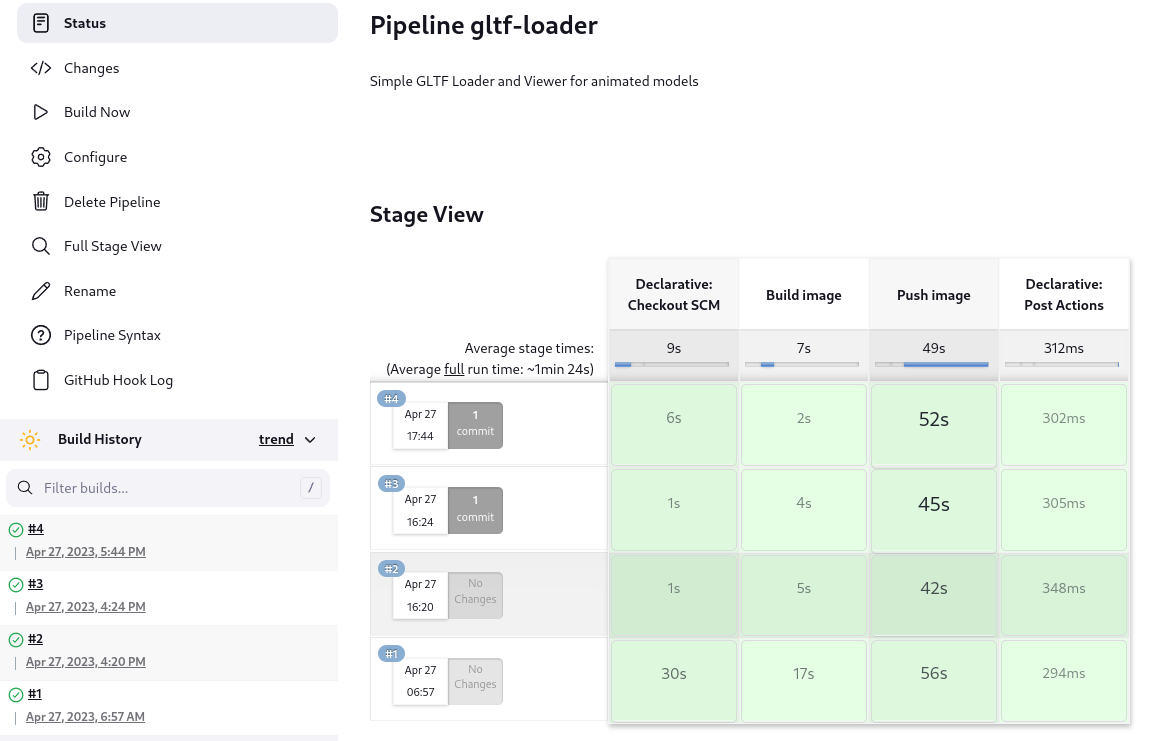 Status
Changes
Build Now
Configure
Delete Pipeline
Full Stage View
Rename
Pipeline Syntax
GitHub Hook Log
Build History
trend
Filter builds...
/
#4
Apr 27, 2023, 5:44 PM
#3
Apr 27, 2023, 4:24 PM
#2
Apr 27, 2023, 4:20 PM
#1
Apr 27, 2023, 6:57 AM
Pipeline gltf-loader
Simple GLTF Loader and Viewer for animated models
Stage View
Declarative:
Checkout SCM
Build image
Push image
Declarative:
Post Actions
Average stage times:
(Average full run time: ~1min 24s)
9s
7s
49s
312ms
#4
Apr 27
17:44
1
commit
6s
2s
52s
302ms
#3
Apr 27
16:24
1
commit
1s
4s
45s
305ms
#2
Apr 27
16:20
No
Changes
1s
5s
42s
348ms
#1
Apr 27
06:57
No
Changes
30s
17s
56s
294ms